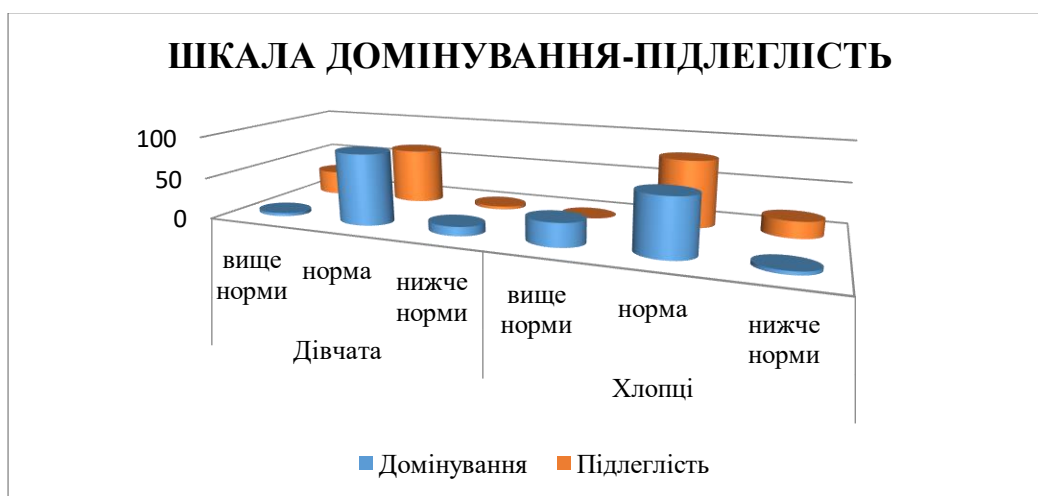 ШКАЛА ДОМІНУВАННЯ-ПІДЛЕГЛІСТЬ
100
50
0
вище
норми
норма
нижче
норми
вище
норми
норма
нижче
норми
Дівчата
Хлопці
Домінування
Підлеглість